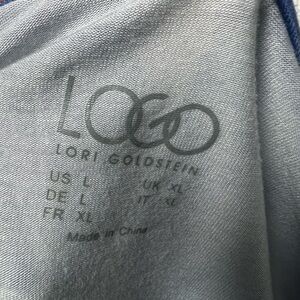 LOGO
LORI GOLDSTEIN
US L UK XL
DE L IT XL
FR XL
Made in China